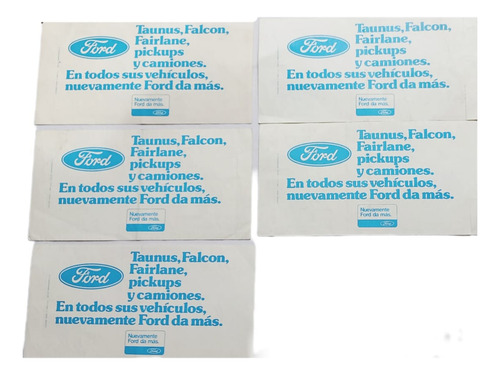 Ford
Taunus, Falcon,
Fairlane,
pickups
y camiones.
En todos sus vehículos,
nuevamente Ford da más.
Nuevamente
Ford da más.
Ford
Taunus, Falcon,
Fairlane,
pickups
y camiones.
En todos sus vehículos,
nuevamente Ford da más.
Nuevamente
Ford da más.
Ford
Taunus, Falcon,
Fairlane,
pickups
y camiones.
En todos sus vehículos,
nuevamente Ford da más.
Nuevamente
Ford da más.
Ford
Ford
Taunus, Falcon,
Fairlane,
pickups
y camiones.
En todos sus vehículos,
nuevamente Ford da más.
Nuevamente
Ford da más.
Ford
Ford
Taunus, Falcon,
Fairlane,
pickups
y camiones.
En todos sus vehículos,
nuevamente Ford da más.
Nuevamente
Ford da más.
Ford